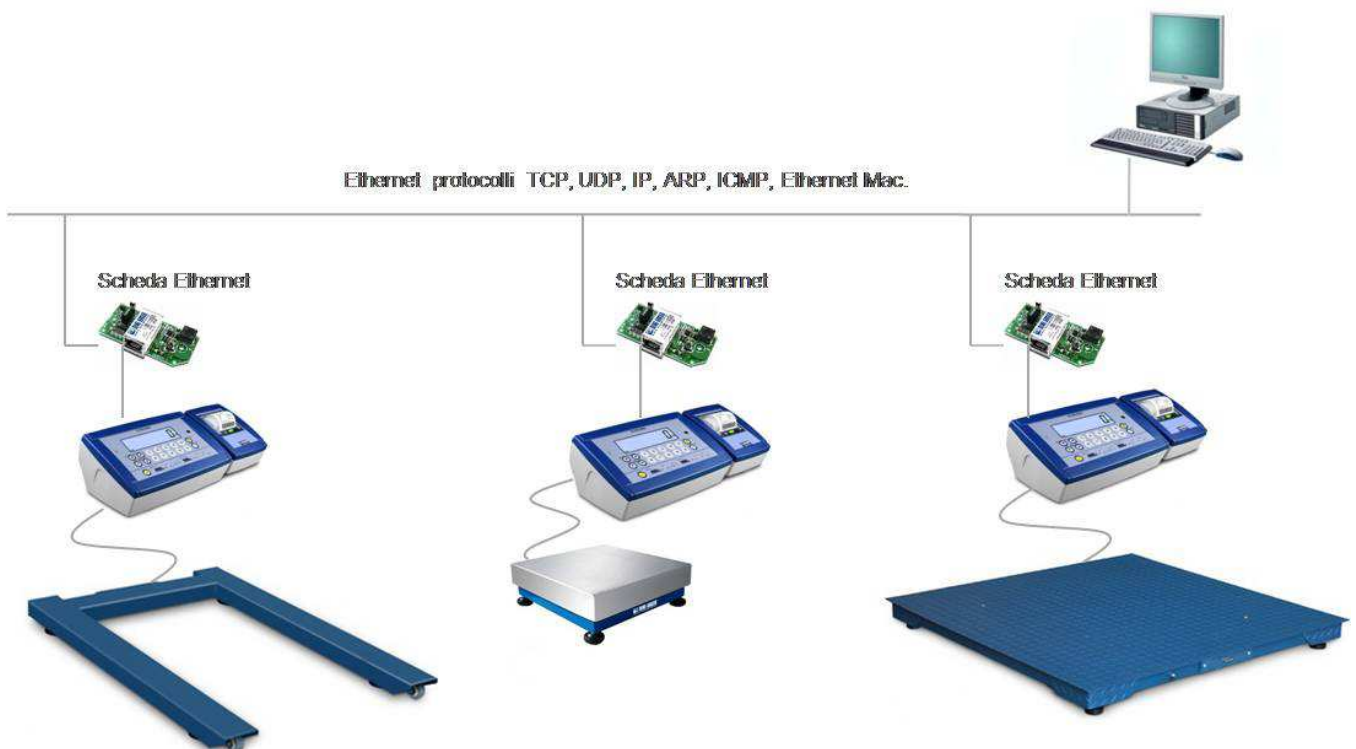 Ethernet protocolli TCP, UDP, IP, ARP, ICMP, Ethernet Mac.
Scheda Ethernet
Scheda Ethernet
Scheda Ethernet